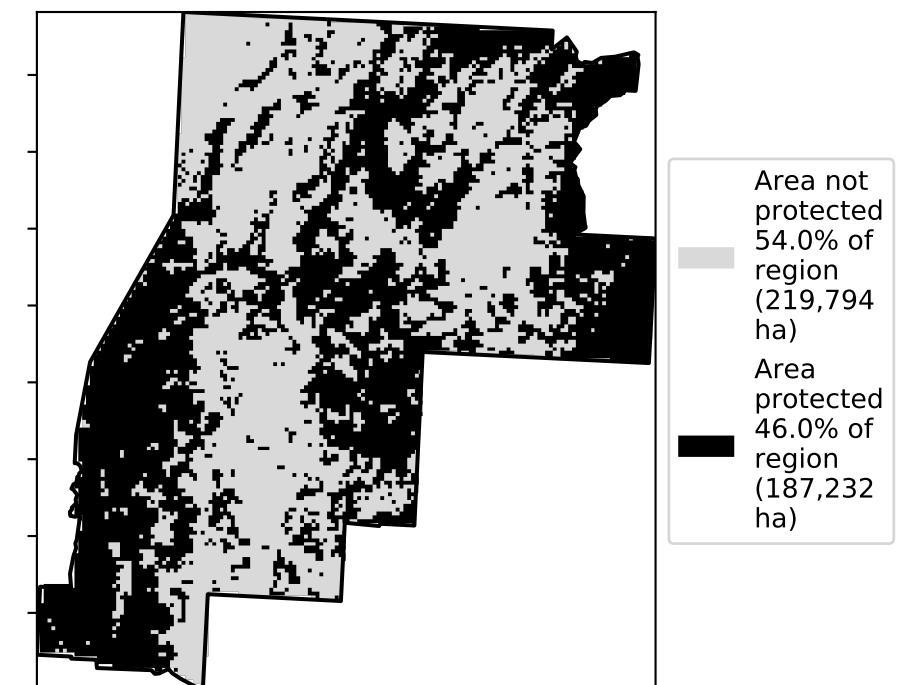 Area not
protected
54.0% of
region
(219,794
ha)
Area
protected
46.0% of
region
(187,232
ha)